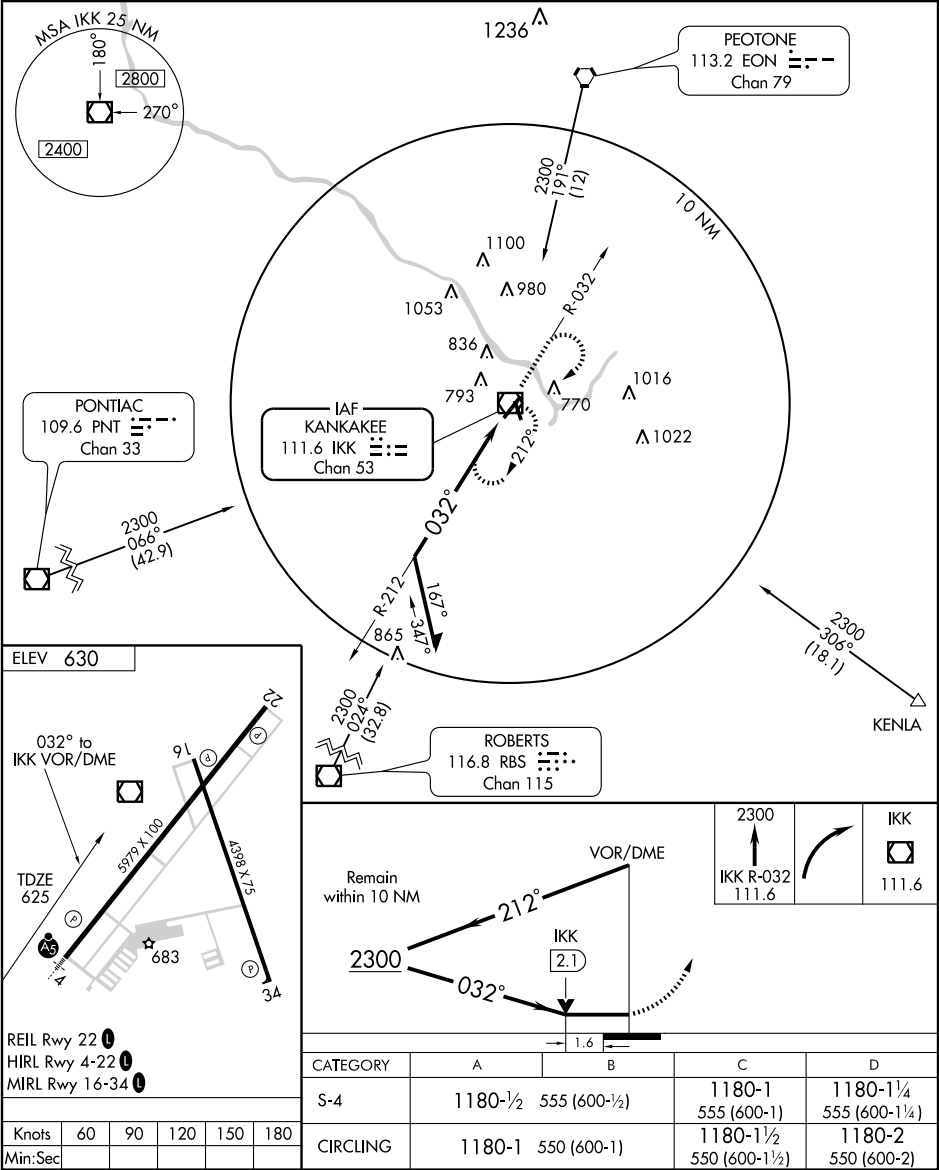 MSA IKK 25 NM
180°
2800
270°
2400
1236
PEOTONE
113.2 EON
Chan 79
2300
191°
(12)
10 NM
1100
980
1053
R-032
836
793
770
1016
1022
PONTIAC
109.6 PNT
Chan 33
IAF
KANKAKEE
111.6 IKK
Chan 53
212°
032°
2300
066°
(42.9)
R-212
167°
347°
865
2300
024°
(32.8)
2300
306°
(18.1)
KENLA
ROBERTS
116.8 RBS
Chan 115
ELEV 630
22
032° to
IKK VOR/DME
16
P
P
5979 X 100
4398 X 75
TDZE
625
P
A5
4
683
P
34
REIL Rwy 22 L
HIRL Rwy 4-22 L
MIRL Rwy 16-34 L
Knots 60 90 120 150 180
Min:Sec
Remain
within 10 NM
VOR/DME
212°
2300
032°
IKK
2.1
1.6
2300
IKK R-032
111.6
IKK
111.6
CATEGORY A B C D
S-4 1180-½ 555 (600-½) 1180-1 555 (600-1) 1180-1¼ 555 (600-1¼)
CIRCLING 1180-1 550 (600-1) 1180-1½ 550 (600-1½) 1180-2 550 (600-2)